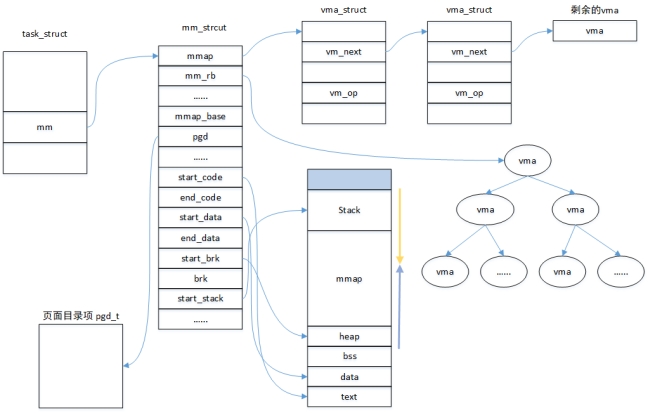 task_struct
mm
mm_strcut
mmap
mm_rb
......
mmap_base
pgd
......
start_code
end_code
start_data
end_data
start_brk
brk
start_stack
......
vma_struct
vm_next
vm_op
vma_struct
vm_next
vm_op
剩余的vma
vma
vma
vma
vma
vma
......
vma
......
Stack
mmap
heap
bss
data
text
页面目录项 pgd_t